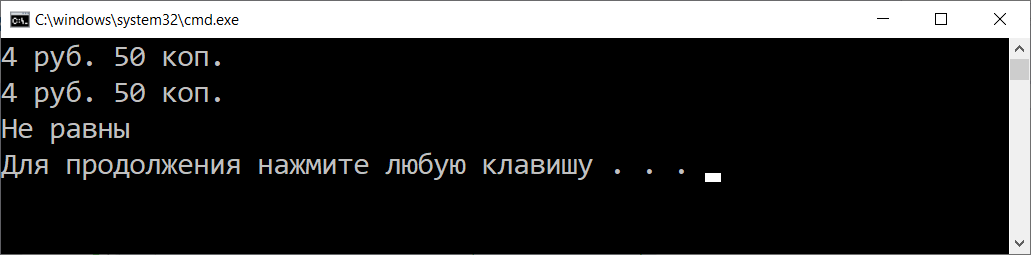 C:\windows\system32\cmd.exe
4 руб. 50 коп.
4 руб. 50 коп.
Не равны
Для продолжения нажмите любую клавишу . . .